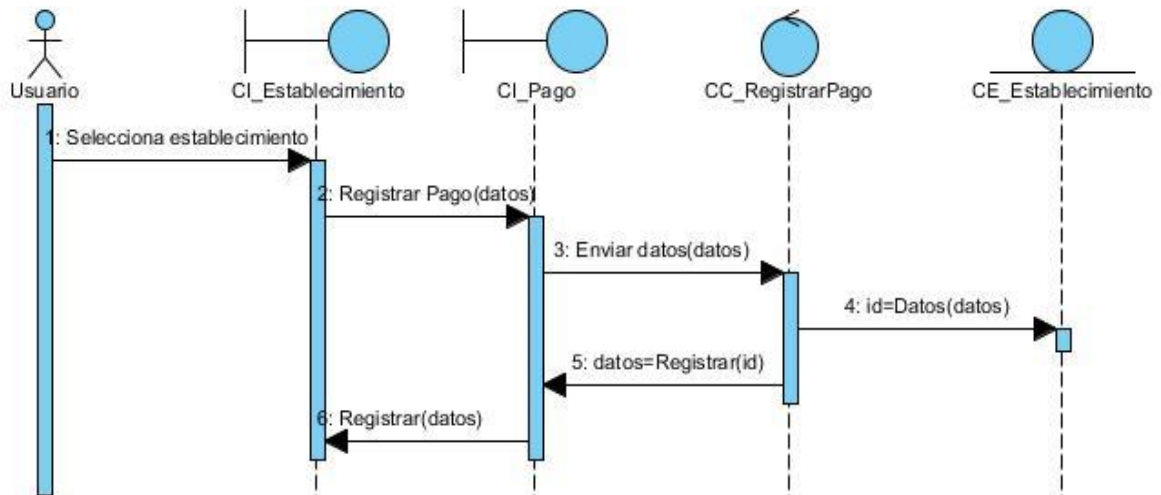 Usuario
CI_Establecimiento
CI_Pago
CC_RegistrarPago
CE_Establecimiento
1: Selecciona establecimiento
2: Registrar Pago(datos)
3: Enviar datos(datos)
4: id=Datos(datos)
5: datos=Registrar(id)
6: Registrar(datos)